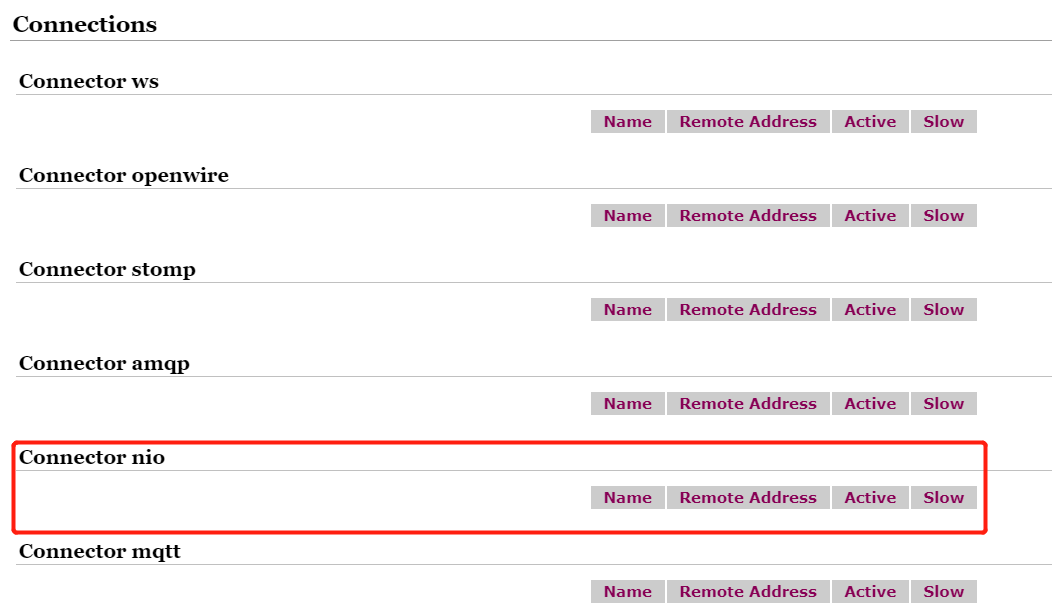 Connections
Connector ws
Name Remote Address Active Slow
Connector openwire
Name Remote Address Active Slow
Connector stomp
Name Remote Address Active Slow
Connector amqp
Name Remote Address Active Slow
Connector nio
Name Remote Address Active Slow
Connector mqtt
Name Remote Address Active Slow